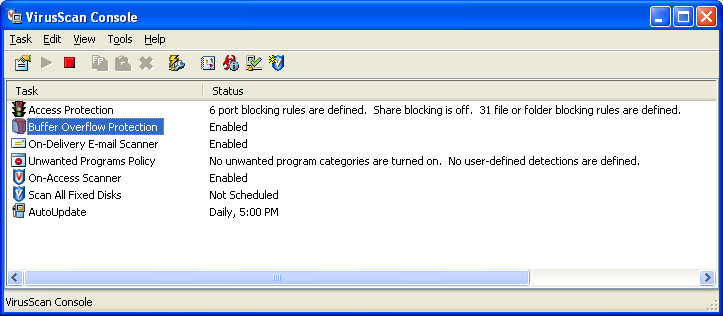 VirusScan Console
Task Edit View Tools Help
Task Status
Access Protection 6 port blocking rules are defined. Share blocking is off. 31 file or folder blocking rules are defined.
Buffer Overflow Protection Enabled
On-Delivery E-mail Scanner Enabled
Unwanted Programs Policy No unwanted program categories are turned on. No user-defined detections are defined.
On-Access Scanner Enabled
Scan All Fixed Disks Not Scheduled
AutoUpdate Daily, 5:00 PM
VirusScan Console